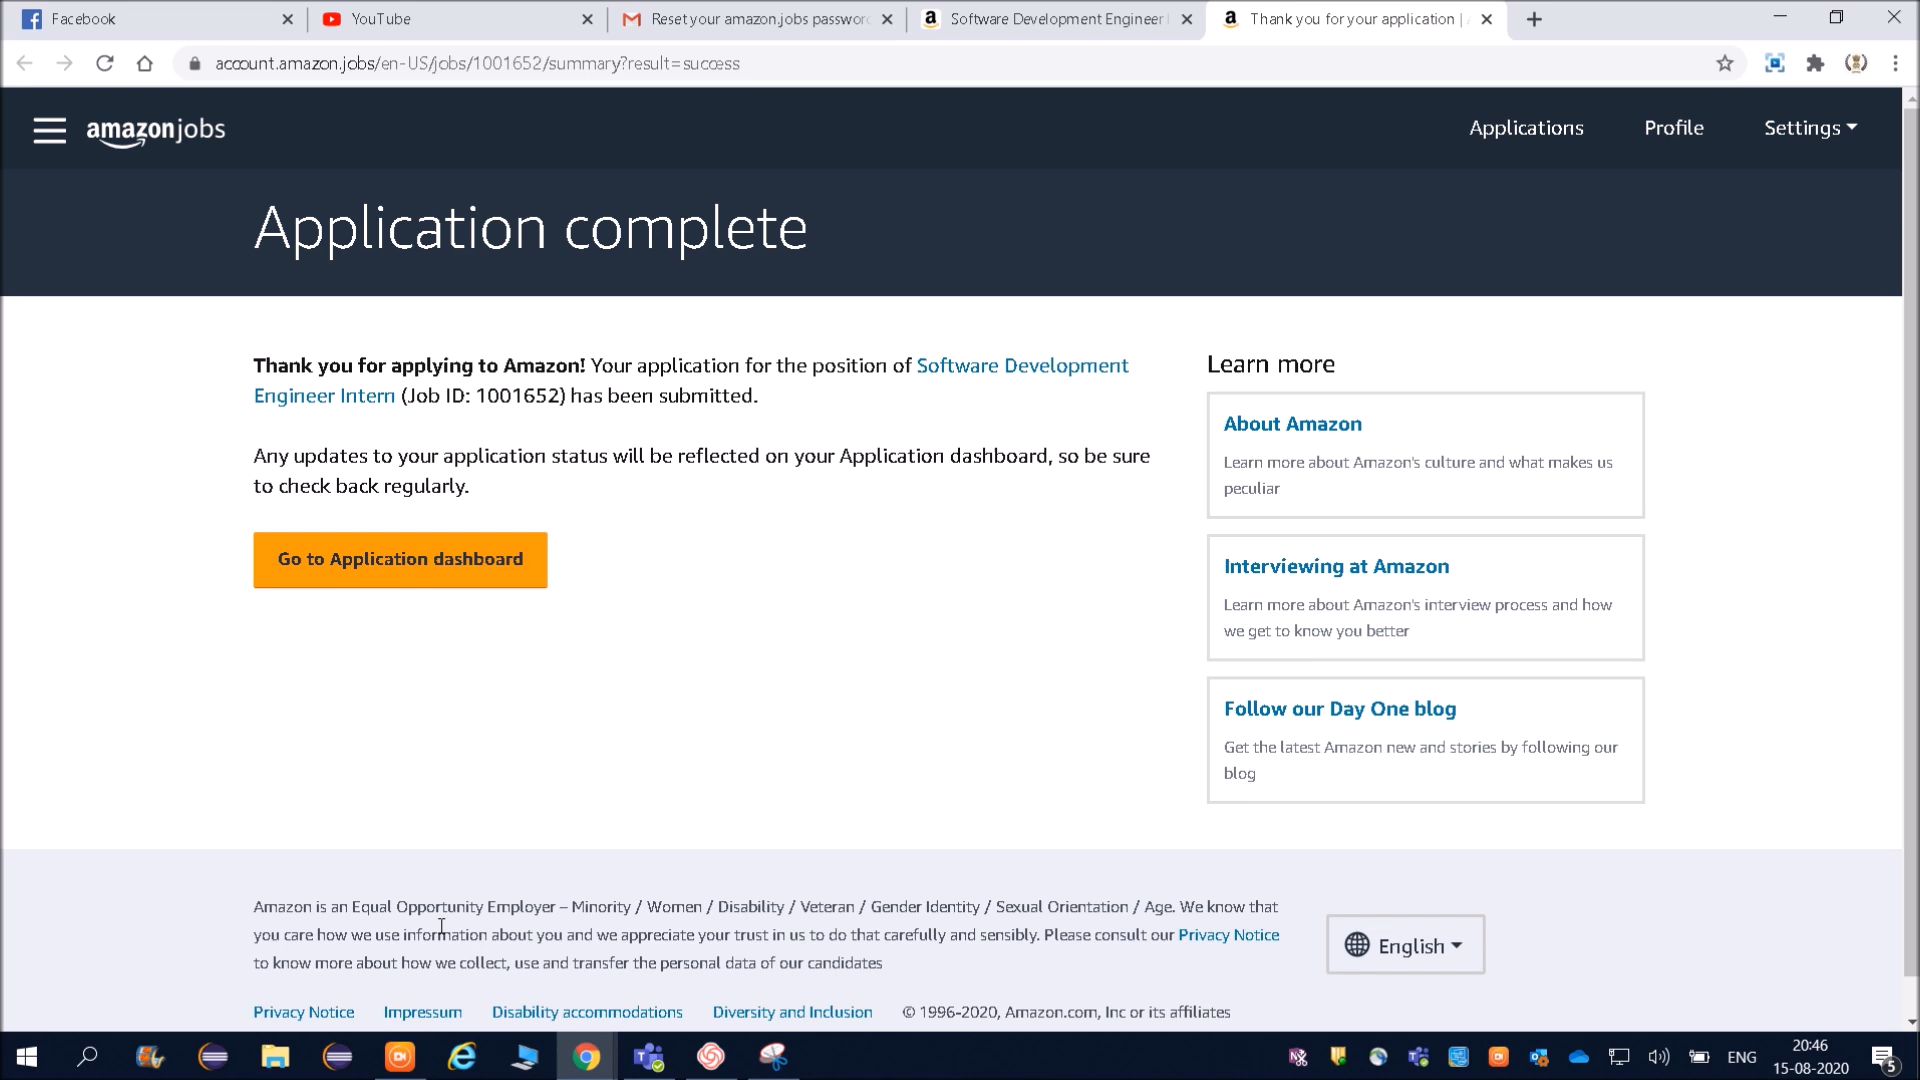 Facebook
YouTube
Reset your amazon.jobs password
Software Development Engineer
Thank you for your application |
account.amazon.jobs/en-US/jobs/1001652/summary?result=success
amazon jobs
Applications
Profile
Settings
Application complete
Thank you for applying to Amazon! Your application for the position of Software Development
Engineer Intern (Job ID: 1001652) has been submitted.
Any updates to your application status will be reflected on your Application dashboard, so be sure
to check back regularly.
Go to Application dashboard
Learn more
About Amazon
Learn more about Amazon's culture and what makes us
peculiar
Interviewing at Amazon
Learn more about Amazon's interview process and how
we get to know you better
Follow our Day One blog
Get the latest Amazon new and stories by following our
blog
Amazon is an Equal Opportunity Employer – Minority / Women / Disability / Veteran / Gender Identity / Sexual Orientation / Age. We know that
you care how we use information about you and we appreciate your trust in us to do that carefully and sensibly. Please consult our Privacy Notice
to know more about how we collect, use and transfer the personal data of our candidates
English
Privacy Notice
Impressum
Disability accommodations
Diversity and Inclusion
© 1996-2020, Amazon.com, Inc or its affiliates
ENG
20:46
15-08-2020
5